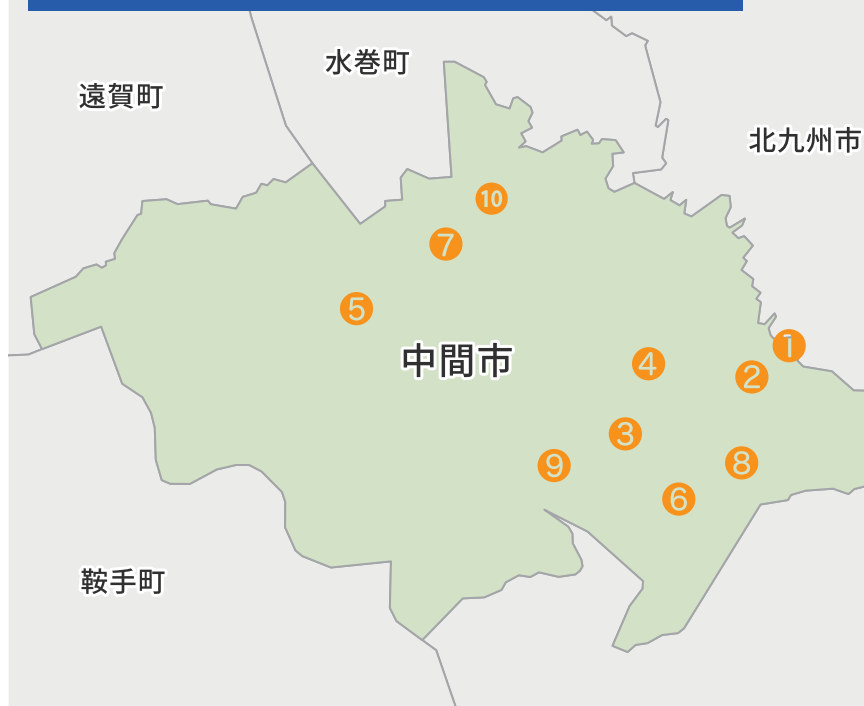 水巻町
遠賀町
北九州市
⑩
⑦
⑤
①
中間市
④
②
③
⑨
⑧
⑥
鞍手町